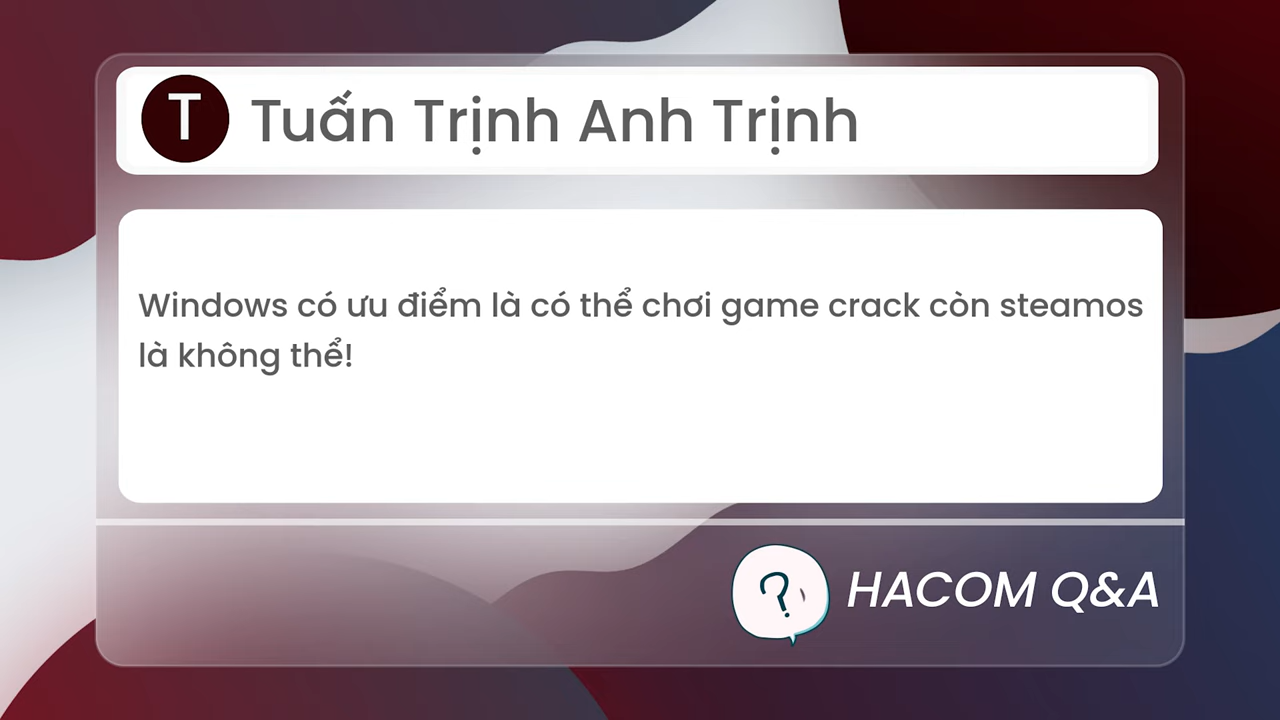 T
Tuấn Trịnh Anh Trịnh
Windows có ưu điểm là có thể chơi game crack còn steamos
là không thể!
?
HACOM Q&A